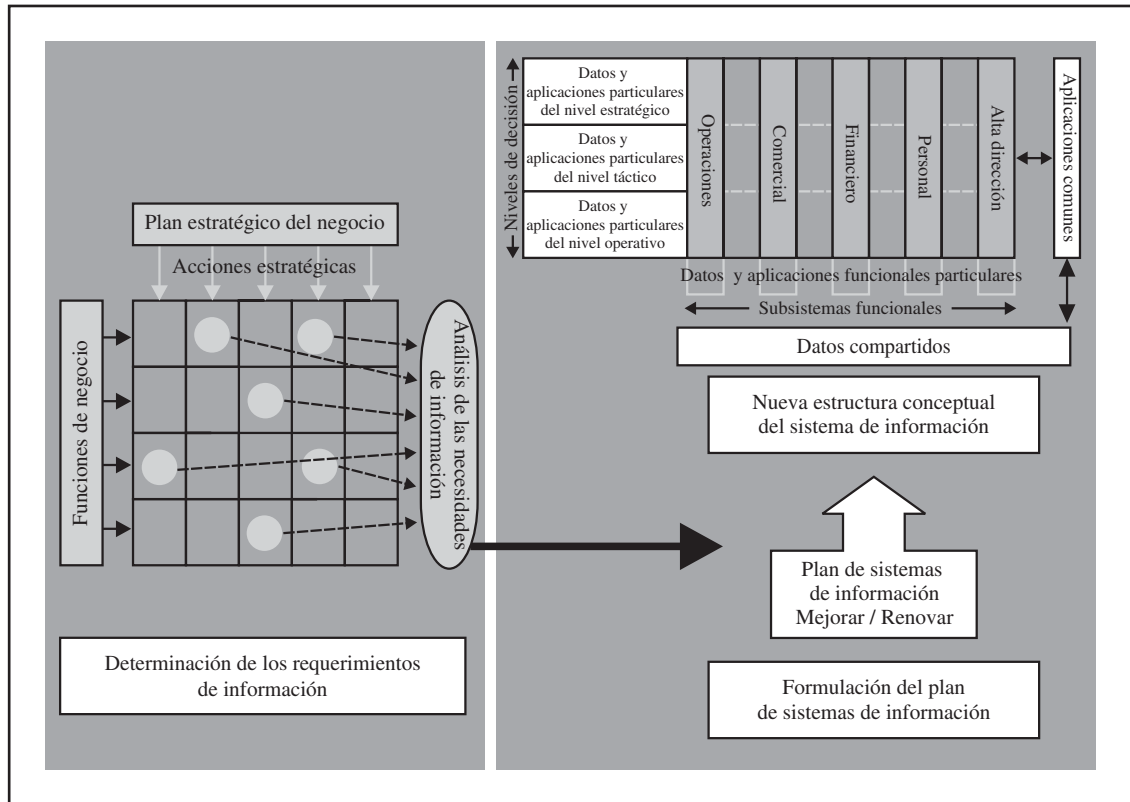 Plan estratégico del negocio
Acciones estratégicas
Funciones de negocio
Análisis de las necesidades
de información
Determinación de los requerimientos
de información
Niveles de decisión
Datos y
aplicaciones particulares
del nivel estratégico
Datos y
aplicaciones particulares
del nivel táctico
Datos y
aplicaciones particulares
del nivel operativo
Operaciones
Comercial
Financiero
Personal
Alta dirección
Aplicaciones comunes
Datos y aplicaciones funcionales particulares
Subsistemas funcionales
Datos compartidos
Nueva estructura conceptual
del sistema de información
Plan de sistemas
de información
Mejorar / Renovar
Formulación del plan
de sistemas de información